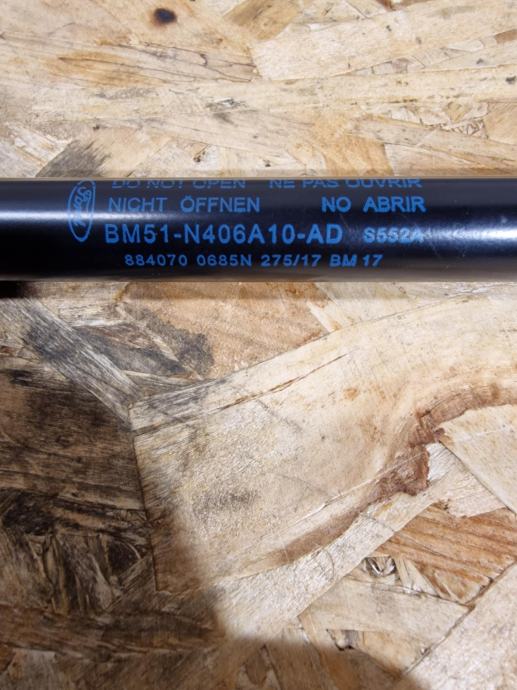 Ford
DO NOT OPEN NE PAS OUVRIR
NICHT ÖFFNEN NO ABRIR
BM51-N406A10-AD S552A
884070 0685N 275/17 BM 17